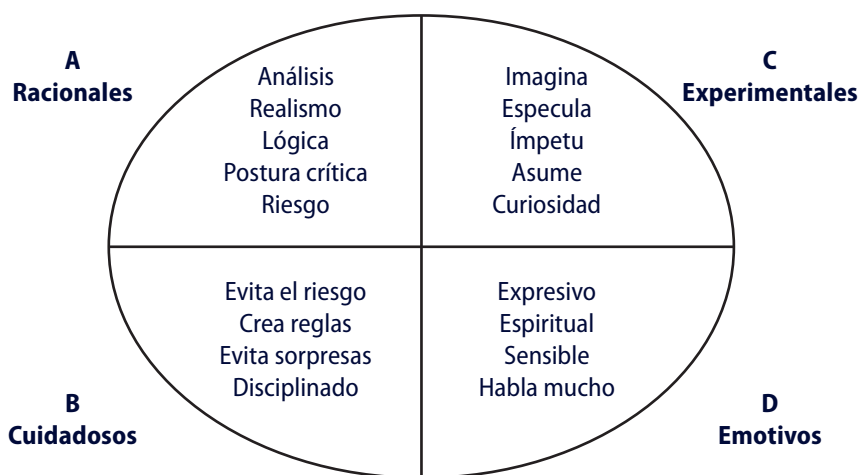 A
Racionales
Análisis
Realismo
Lógica
Postura crítica
Riesgo
Imagina
Especula
Ímpetu
Asume
Curiosidad
C
Experimentales
Evita el riesgo
Crea reglas
Evita sorpresas
Disciplinado
B
Cuidadosos
Expresivo
Espiritual
Sensible
Habla mucho
D
Emotivos